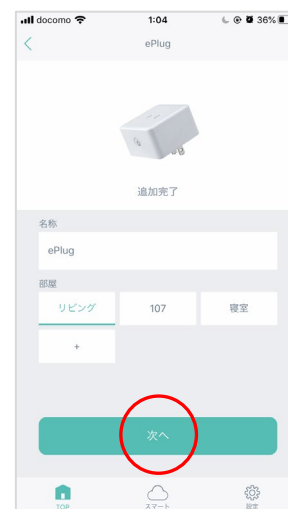 docomo 1:04 36%
ePlug
追加完了
名称
ePlug
部屋
リビング 107 寝室
+
次へ
TOP スマート 設定